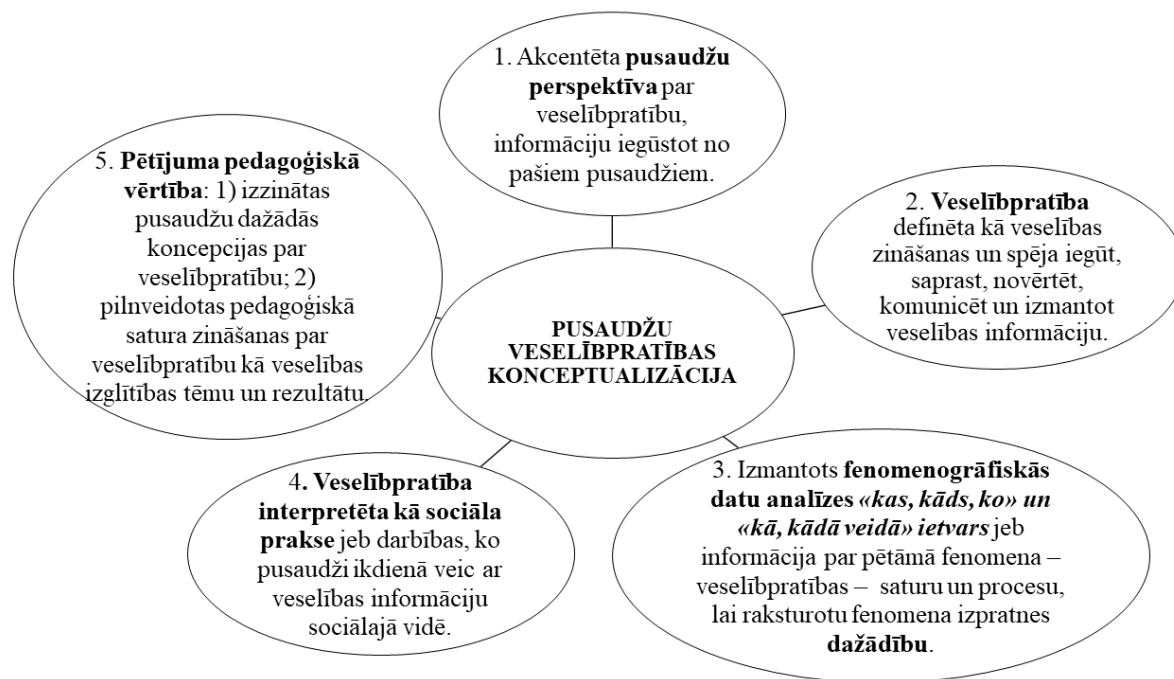 1. Akcentēta pusaudžu
perspektīva par
veselībpratību,
informāciju iegūstot no
pašiem pusaudžiem.
2. Veselībpratība
definēta kā veselības
zināšanas un spēja iegūt,
saprast, novērtēt,
komunicēt un izmantot
veselības informāciju.
3. Izmantots fenomenogrāfiskās
datu analīzes «kas, kāds, ko» un
«kā, kādā veidā» ietvars jeb
informācija par pētāmā fenomena –
veselībpratības – saturu un procesu,
lai raksturotu fenomena izpratnes
dažādību.
4. Veselībpratība
interpretēta kā sociāla
prakse jeb darbības, ko
pusaudži ikdienā veic ar
veselības informāciju
sociālajā vidē.
5. Pētījuma pedagoģiskā
vērtība: 1) izzinātas
pusaudžu dažādās
koncepcijas par
veselībpratību; 2)
pilnveidotas pedagoģiskā
satura zināšanas par
veselībpratību kā veselības
izglītības tēmu un rezultātu.
PUSAUDŽU
VESELĪBPRATĪBAS
KONCEPTUALIZĀCIJA